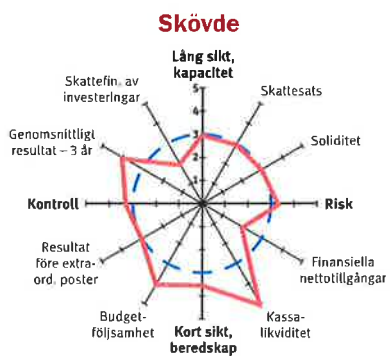 Skövde
Lång sikt,
kapacitet
Skattefin. av
investeringar
Skattesats
Genomsnittligt
resultat – 3 år
Soliditet
5
4
3
2
1
0
Kontroll
Risk
Resultat
före extra-
ord. poster
Finansiella
nettotillgångar
Budget-
följsamhet
Kort sikt,
beredskap
Kassa-
likviditet